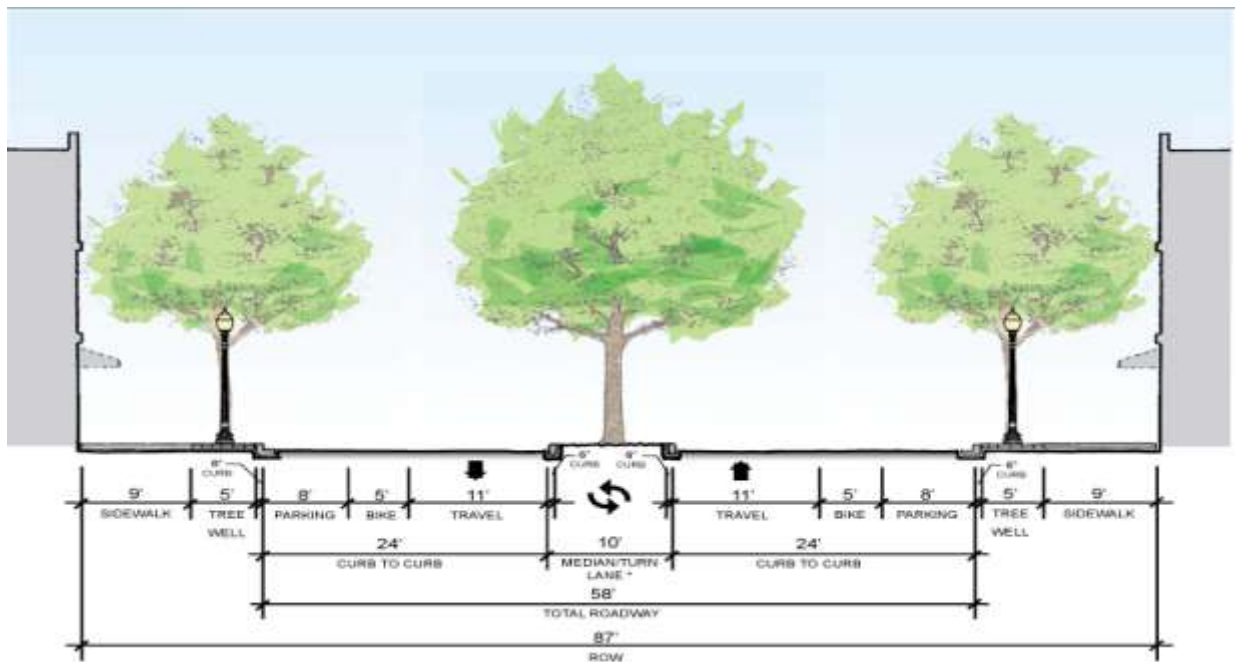 6" CURB 6" CURB 6" CURB 6" CURB
9' 5' 8' 5' 11' 11' 5' 8' 5' 9'
SIDEWALK TREE WELL PARKING BIKE TRAVEL TRAVEL BIKE PARKING TREE WELL SIDEWALK
24' 10' 24'
CURB TO CURB MEDIAN/TURN LANE * CURB TO CURB
58'
TOTAL ROADWAY
87'
ROW